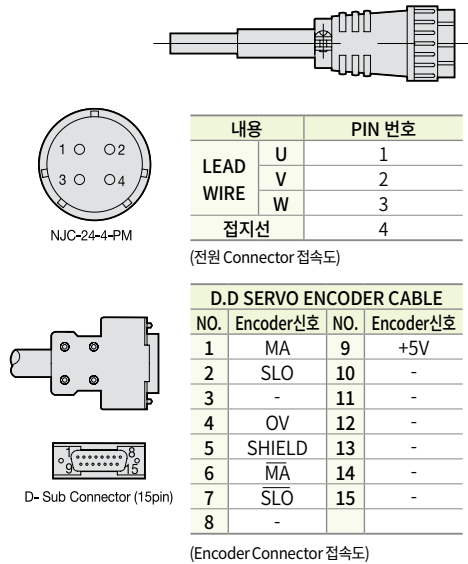 1 2
3 4
NJC-24-4-PM
내용 PIN 번호
LEAD WIRE U 1
V 2
W 3
접지선 4
(전원 Connector 접속도)
D.D SERVO ENCODER CABLE
NO. Encoder신호 NO. Encoder신호
1 MA 9 +5V
2 SLO 10 -
3 - 11 -
4 OV 12 -
5 SHIELD 13 -
6 M̅A̅ 14 -
7 S̅L̅O̅ 15 -
8 -
1 8
9 15
D- Sub Connector (15pin)
(Encoder Connector 접속도)